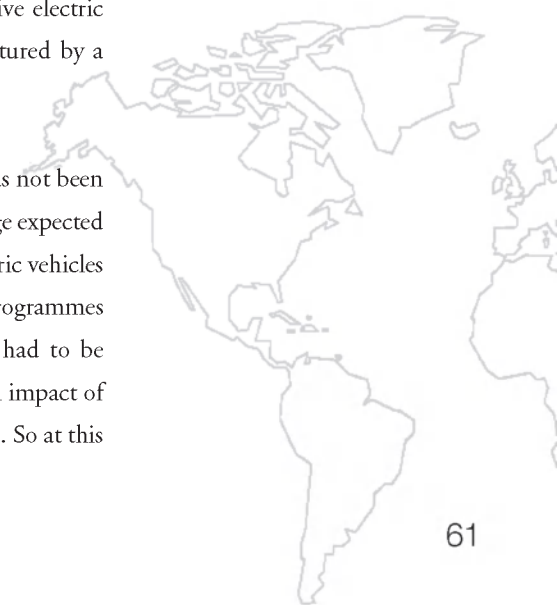 ive electric
tured by a
s not been
ge expected
ric vehicles
rogrammes
had to be
impact of
. So at this
61